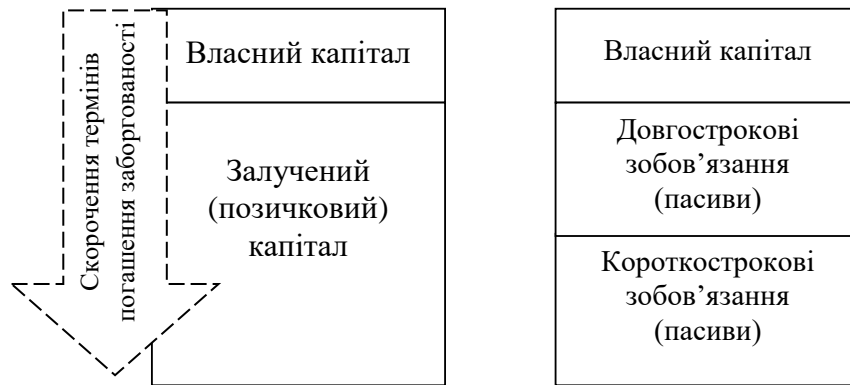 Скорочення термінів
погашення заборгованості
Власний капітал
Залучений
(позичковий)
капітал
Власний капітал
Довгострокові
зобов’язання
(пасиви)
Короткострокові
зобов’язання
(пасиви)